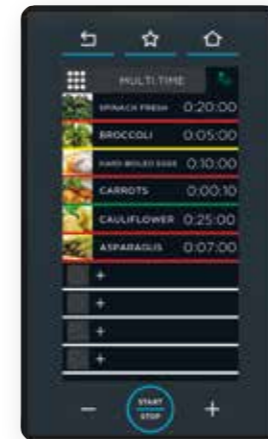 MULTI TIME
SPINACH FRESH 0:20:00
BROCCOLI 0:05:00
HARD BOILED EGGS 0:10:00
CARROTS 0:00:10
CAULIFLOWER 0:25:00
ASPARAGUS 0:07:00
+
+
+
+
− START STOP +